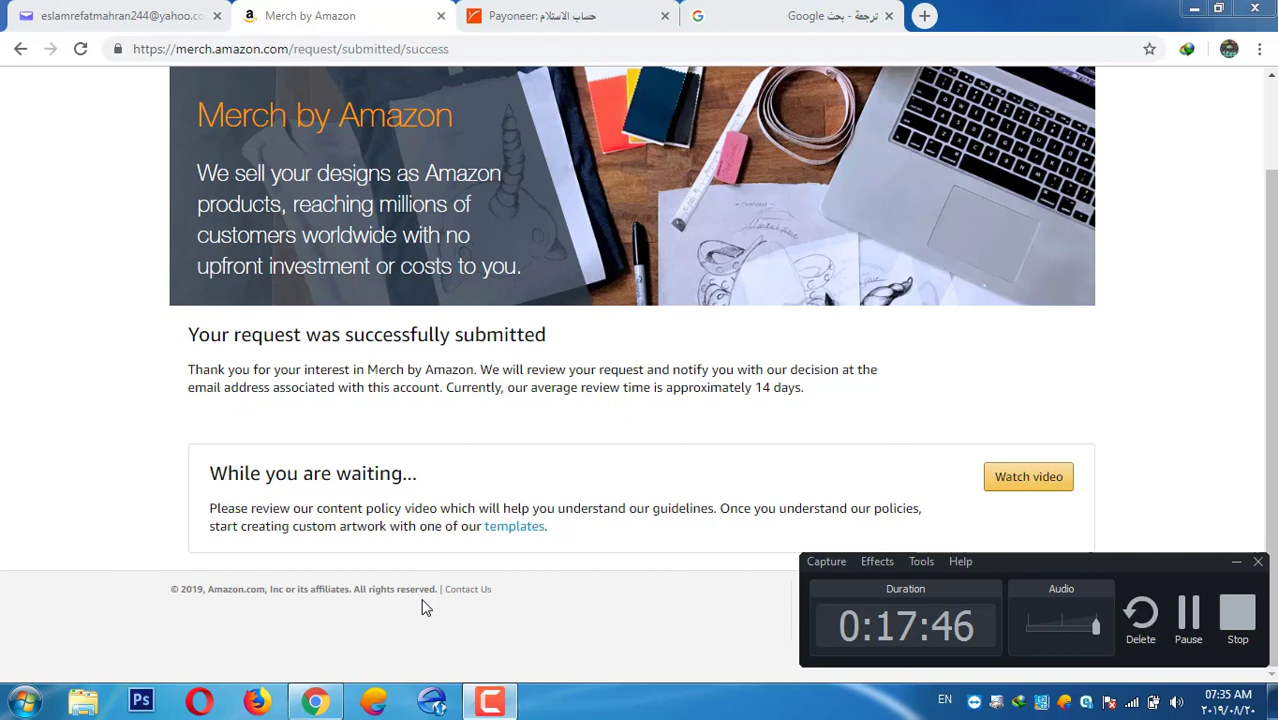 eslamrefatmahran244@yahoo.co
Merch by Amazon
Payoneer: حساب الاستلام
ترجمة - بحث Google
https://merch.amazon.com/request/submitted/success
Merch by Amazon
We sell your designs as Amazon
products, reaching millions of
customers worldwide with no
upfront investment or costs to you.
Your request was successfully submitted
Thank you for your interest in Merch by Amazon. We will review your request and notify you with our decision at the
email address associated with this account. Currently, our average review time is approximately 14 days.
While you are waiting...
Watch video
Please review our content policy video which will help you understand our guidelines. Once you understand our policies,
start creating custom artwork with one of our templates.
© 2019, Amazon.com, Inc or its affiliates. All rights reserved. | Contact Us
Capture Effects Tools Help
Duration
Audio
0:17:46
Delete
Pause
Stop
Ps
EN
07:35 AM
٢٠١٩/٠٨/٢٠